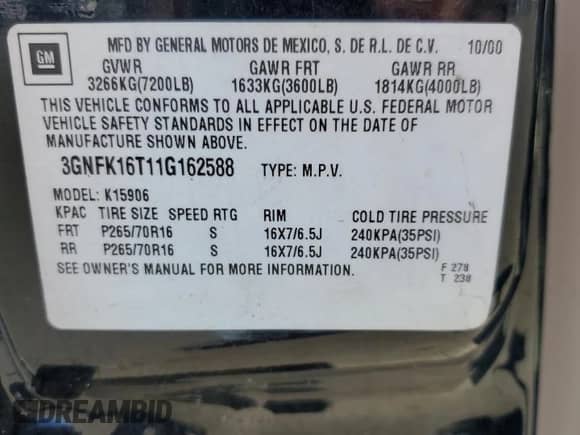 GM
MFD BY GENERAL MOTORS DE MEXICO, S. DE R.L. DE C.V. 10/00
GVWR GAWR FRT GAWR RR
3266KG(7200LB) 1633KG(3600LB) 1814KG(4000LB)
THIS VEHICLE CONFORMS TO ALL APPLICABLE U.S. FEDERAL MOTOR
VEHICLE SAFETY STANDARDS IN EFFECT ON THE DATE OF
MANUFACTURE SHOWN ABOVE.
3GNFK16T11G162588 TYPE: M.P.V.
MODEL: K15906
KPAC TIRE SIZE SPEED RTG RIM COLD TIRE PRESSURE
FRT P265/70R16 S 16X7/6.5J 240KPA(35PSI)
RR P265/70R16 S 16X7/6.5J 240KPA(35PSI)
SEE OWNER'S MANUAL FOR MORE INFORMATION.
F 278
T 238
DREAMBID